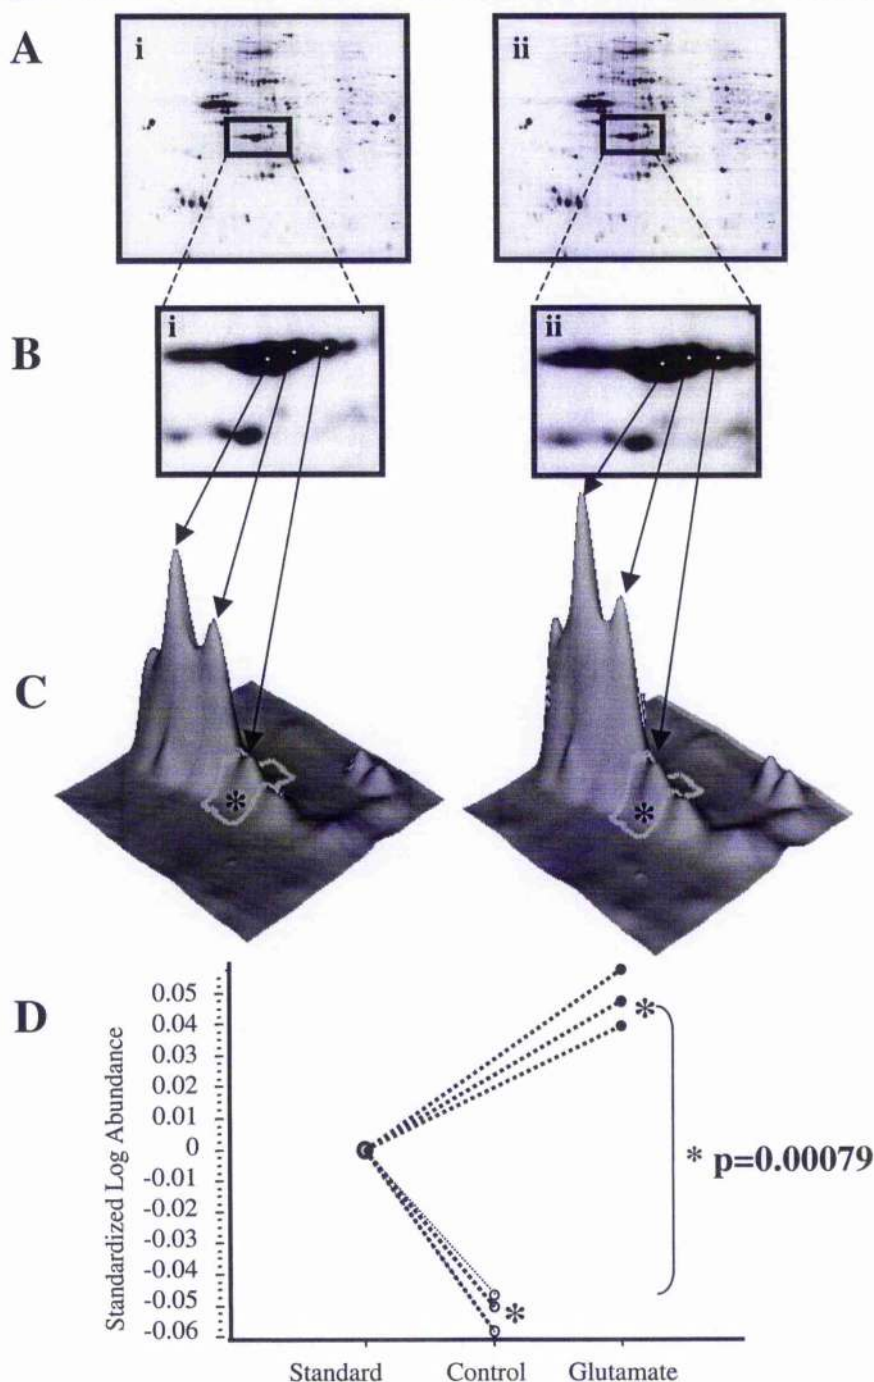 A
i
ii
B
i
ii
C
*
*
D
Standardized Log Abundance
0.05
0.04
0.03
0.02
0.01
0
-0.01
-0.02
-0.03
-0.04
-0.05
-0.06
*
*
* p=0.00079
Standard Control Glutamate